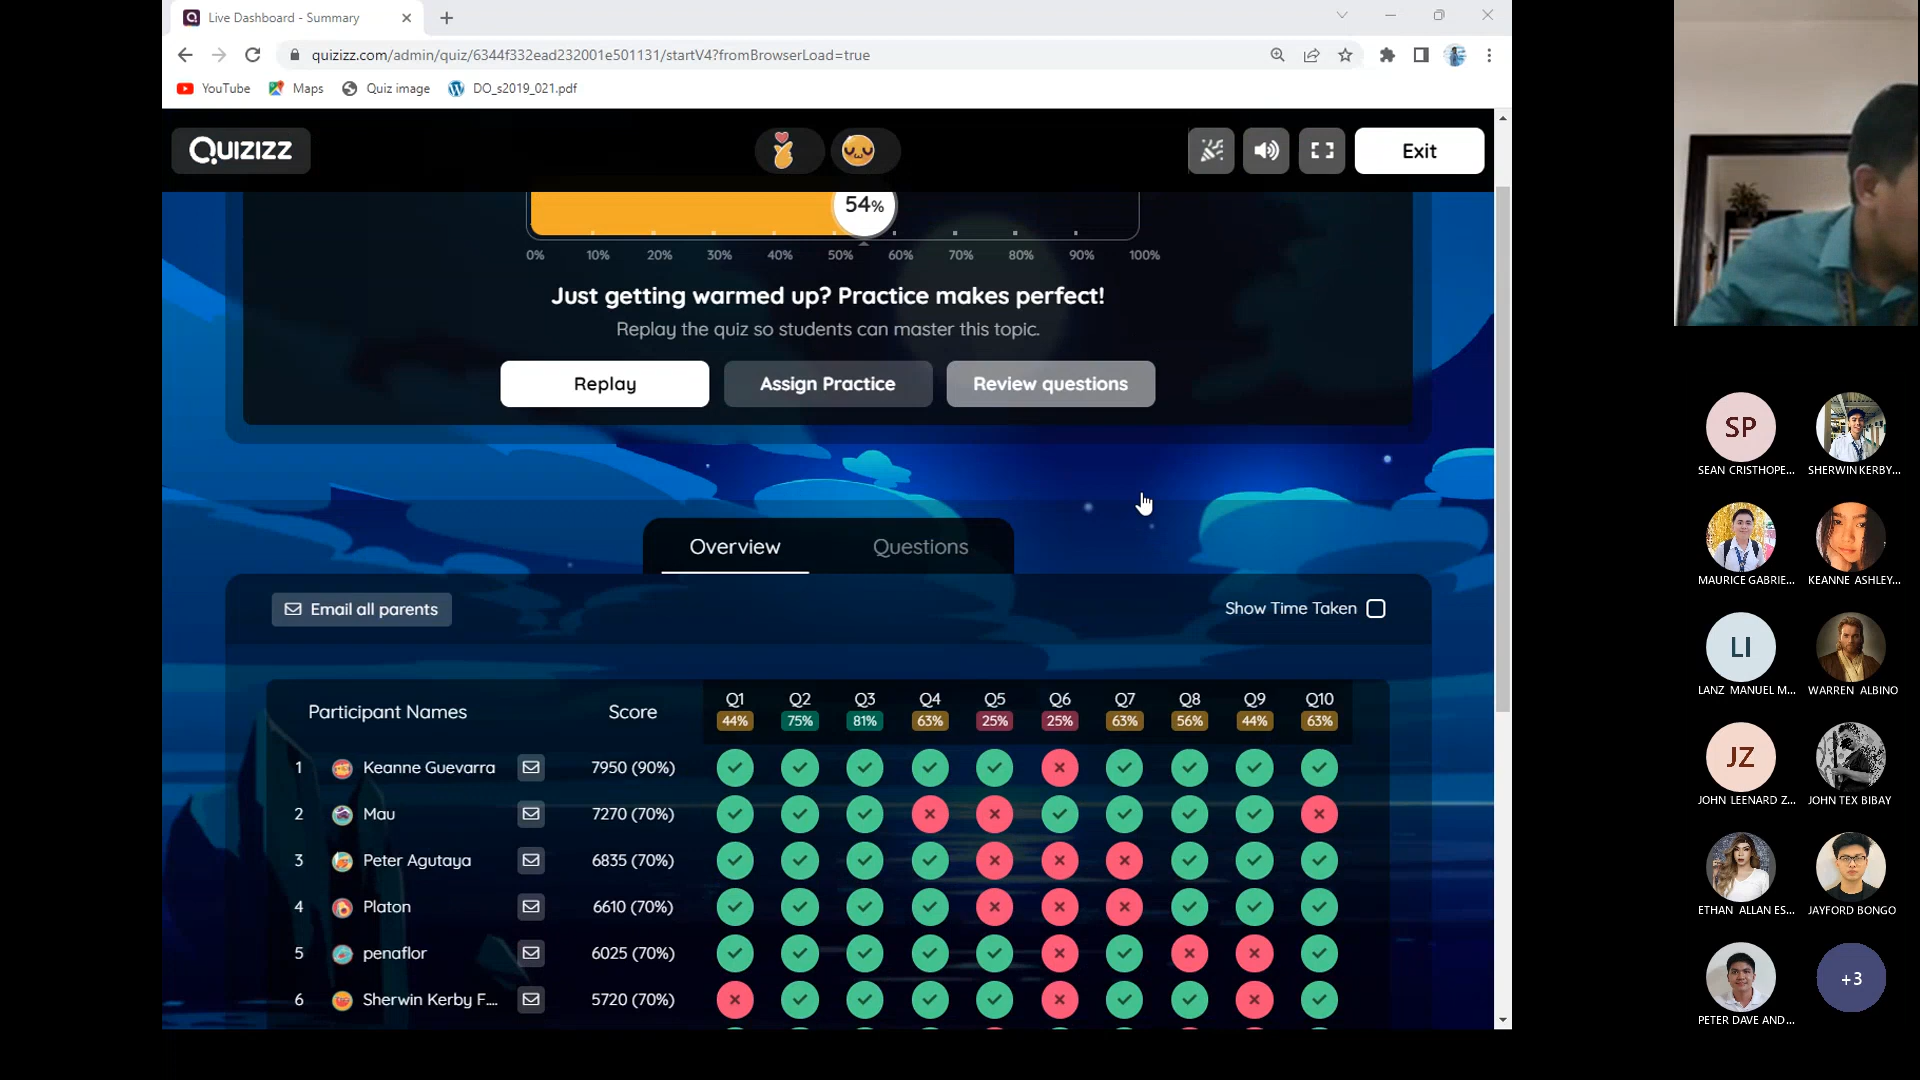 Live Dashboard - Summary
quizizz.com/admin/quiz/6344f332ead232001e501131/startV4?fromBrowserLoad=true
YouTube Maps Quiz image DO_s2019_021.pdf
QUIZIZZ Exit
54%
0% 10% 20% 30% 40% 50% 60% 70% 80% 90% 100%
Just getting warmed up? Practice makes perfect!
Replay the quiz so students can master this topic.
Replay Assign Practice Review questions
Overview Questions
Email all parents Show Time Taken
Participant Names Score Q1 Q2 Q3 Q4 Q5 Q6 Q7 Q8 Q9 Q10
44% 75% 81% 63% 25% 25% 63% 56% 44% 63%
1 Keanne Guevarra 7950 (90%)
2 Mau 7270 (70%)
3 Peter Agutaya 6835 (70%)
4 Platon 6610 (70%)
5 penaflor 6025 (70%)
6 Sherwin Kerby F... 5720 (70%)
SP
SEAN CRISTHOPE... SHERWIN KERBY...
MAURICE GABRIE... KEANNE ASHLEY...
LI
LANZ MANUEL M... WARREN ALBINO
JZ
JOHN LEENARD Z... JOHN TEX BIBAY
ETHAN ALLAN ES... JAYFORD BONGO
+3
PETER DAVE AND...